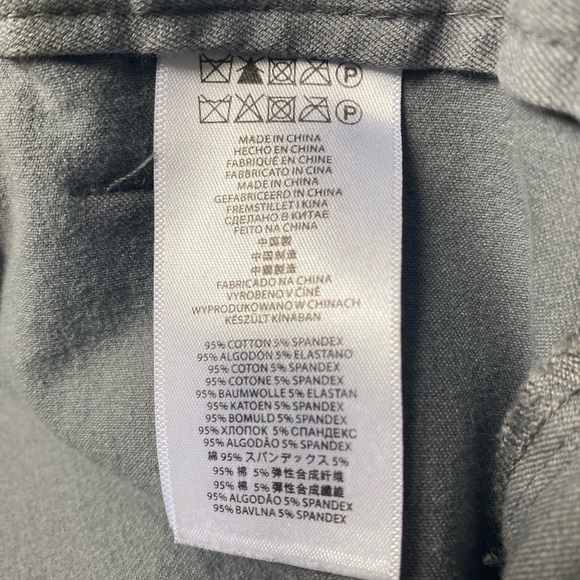 P
P
MADE IN CHINA
HECHO EN CHINA
FABRIQUÉ EN CHINE
FABBRICATO IN CINA
MADE IN CHINA
GEFABRICEERD IN KINA
FREMSTILLET I KINA
СДЕЛАНО В КИТАЕ
FEITO NA CHINA
中国製
中国制造
中國製造
FABRICADO NA CHINA
VYROBENO V ČÍNĚ
WYPRODUKOWANO W CHINACH
KÉSZÜLT KÍNÁBAN
95% COTTON 5% SPANDEX
95% ALGODÓN 5% ELASTANO
95% COTON 5% SPANDEX
95% COTONE 5% SPANDEX
95% BAUMWOLLE 5% ELASTAN
95% KATOEN 5% SPANDEX
95% BOMULD 5% SPANDEX
95% ХЛОПОК 5% СПАНДЕКС
95% ALGODÃO 5% SPANDEX
綿 95% スパンデックス 5%
95% 棉 5% 弹性合成纤维
95% 棉 5% 彈性合成纖維
95% ALGODÃO 5% SPANDEX
95% BAVLNA 5% SPANDEX